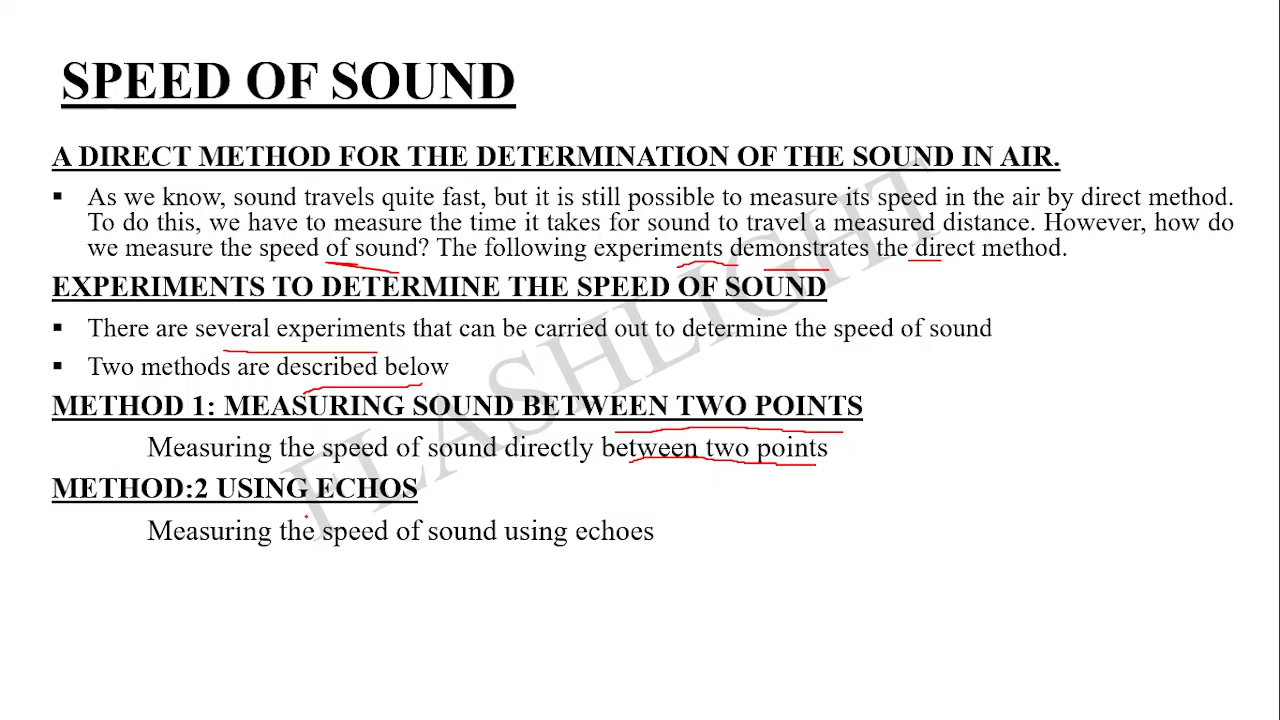 SPEED OF SOUND
A DIRECT METHOD FOR THE DETERMINATION OF THE SOUND IN AIR.
▪ As we know, sound travels quite fast, but it is still possible to measure its speed in the air by direct method.
To do this, we have to measure the time it takes for sound to travel a measured distance. However, how do
we measure the speed of sound? The following experiments demonstrates the direct method.
EXPERIMENTS TO DETERMINE THE SPEED OF SOUND
▪ There are several experiments that can be carried out to determine the speed of sound
▪ Two methods are described below
METHOD 1: MEASURING SOUND BETWEEN TWO POINTS
Measuring the speed of sound directly between two points
METHOD:2 USING ECHOS
Measuring the speed of sound using echoes
FLASHLIGHT